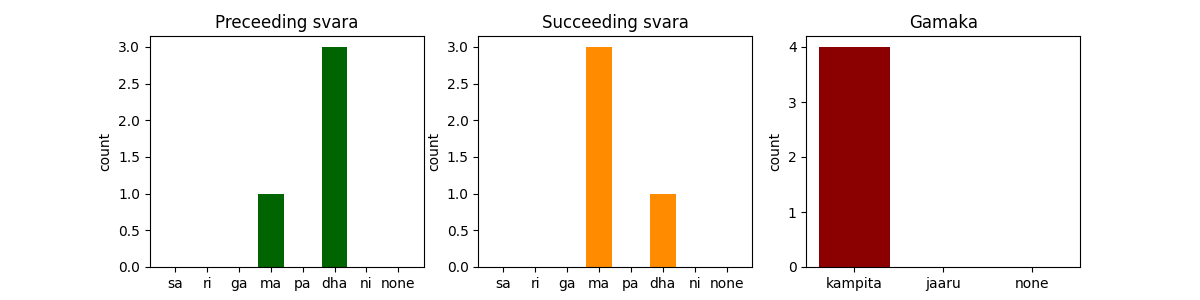 Preceeding svara
count
3.0
2.5
2.0
1.5
1.0
0.5
0.0
sa ri ga ma pa dha ni none
Succeeding svara
count
3.0
2.5
2.0
1.5
1.0
0.5
0.0
sa ri ga ma pa dha ni none
Gamaka
count
4
3
2
1
0
kampita jaaru none